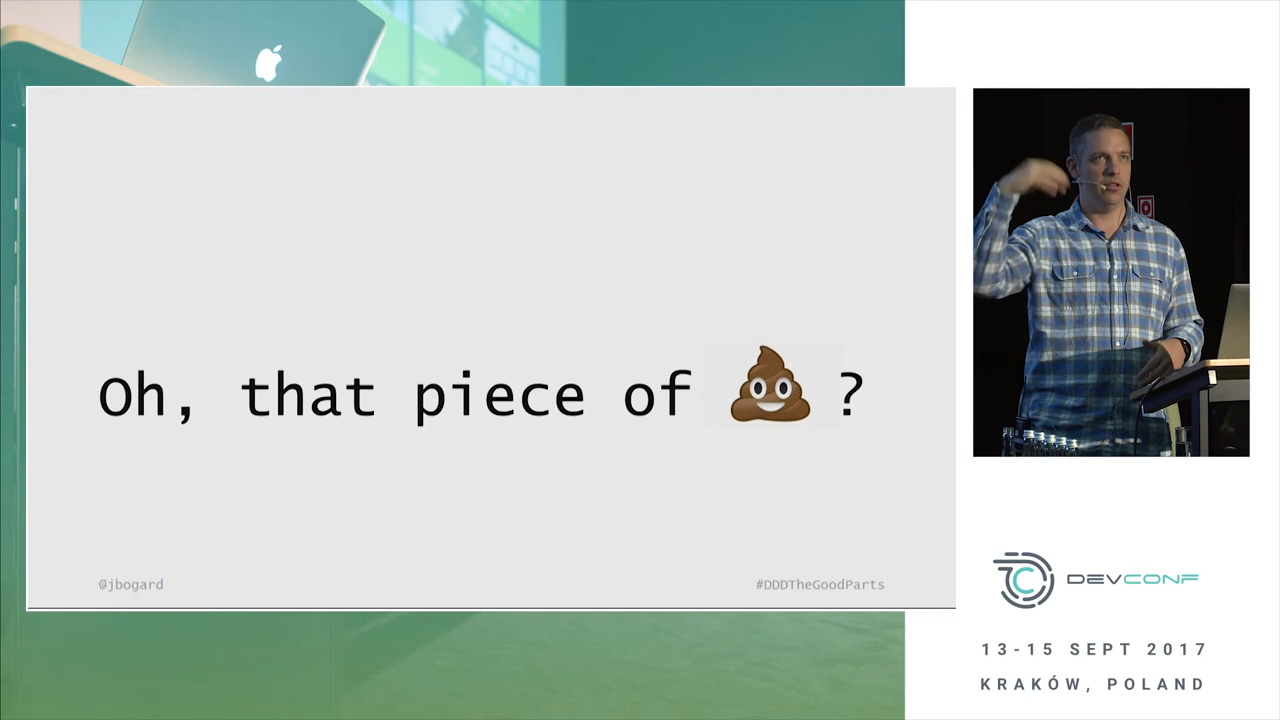 Oh, that piece of 💩?
@jbogard
#DDDTheGoodParts
DEVCONF
13-15 SEPT 2017
KRAKÓW, POLAND